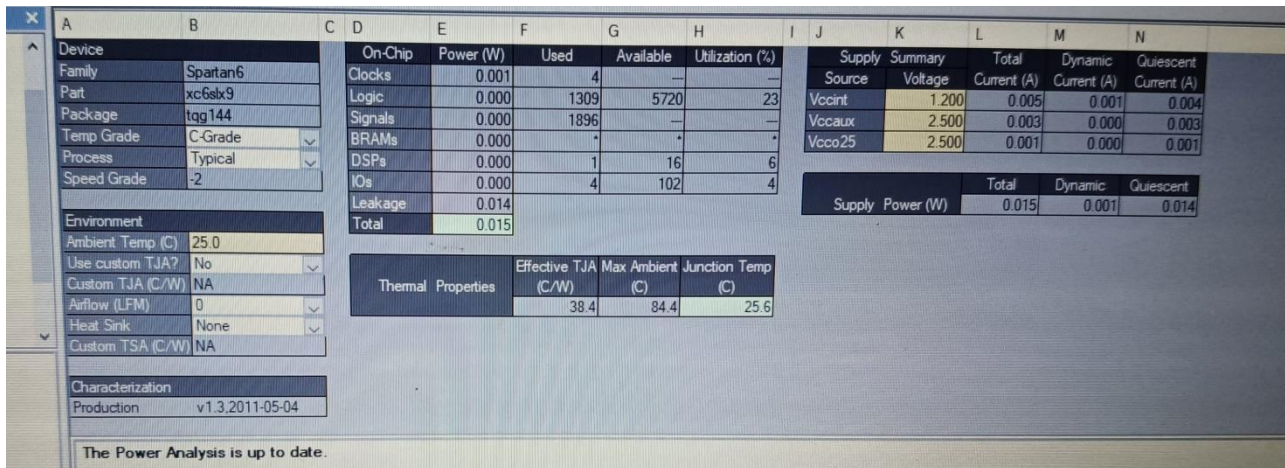 A B C D E F G H I J K L M N
Device
Family Spartan6
Part xc6slx9
Package tqg144
Temp Grade C-Grade
Process Typical
Speed Grade -2
Environment
Ambient Temp (C) 25.0
Use custom TJA? No
Custom TJA (C/W) NA
Airflow (LFM) 0
Heat Sink None
Custom TSA (C/W) NA
Characterization
Production v1.3,2011-05-04
On-Chip Power (W) Used Available Utilization (%)
Clocks 0.001 4 --- ---
Logic 0.000 1309 5720 23
Signals 0.000 1896 --- ---
BRAMs 0.000 * * *
DSPs 0.000 1 16 6
IOs 0.000 4 102 4
Leakage 0.014
Total 0.015
Effective TJA Max Ambient Junction Temp
Thermal Properties (C/W) (C) (C)
38.4 84.4 25.6
Supply Summary Total Dynamic Quiescent
Source Voltage Current (A) Current (A) Current (A)
Vccint 1.200 0.005 0.001 0.004
Vccaux 2.500 0.003 0.000 0.003
Vcco25 2.500 0.001 0.000 0.001
Total Dynamic Quiescent
Supply Power (W) 0.015 0.001 0.014
The Power Analysis is up to date.